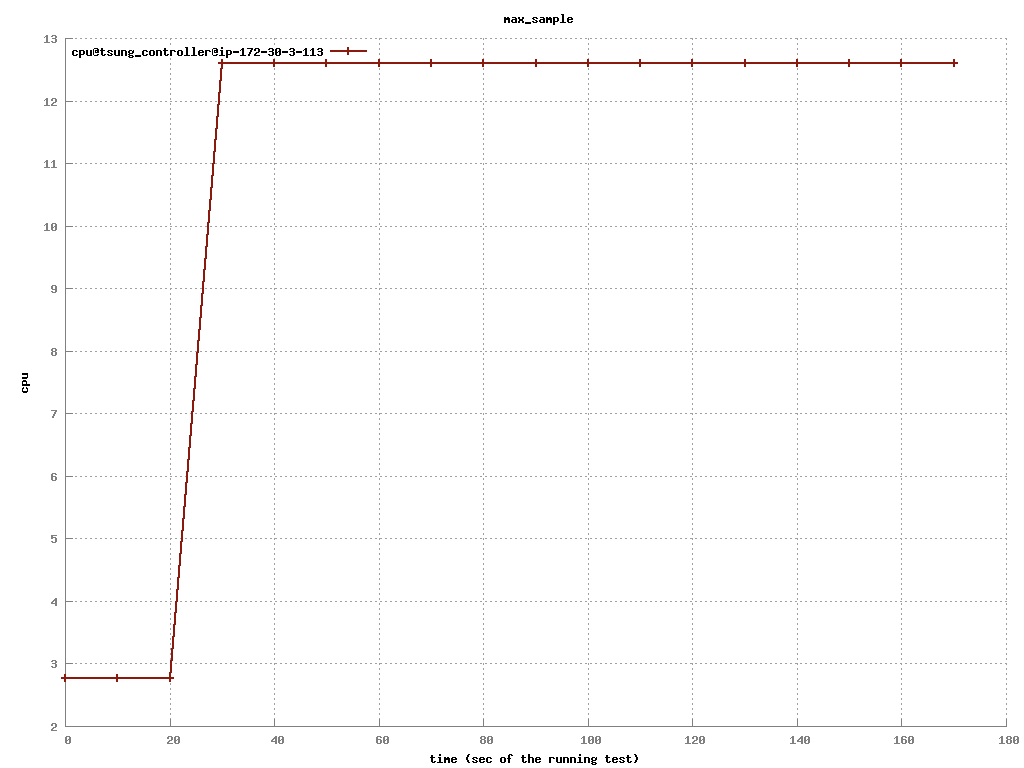 max_sample
cpu@tsung_controller@ip-172-30-3-113
13
12
11
10
9
8
7
6
5
4
3
2
cpu
0 20 40 60 80 100 120 140 160 180
time (sec of the running test)